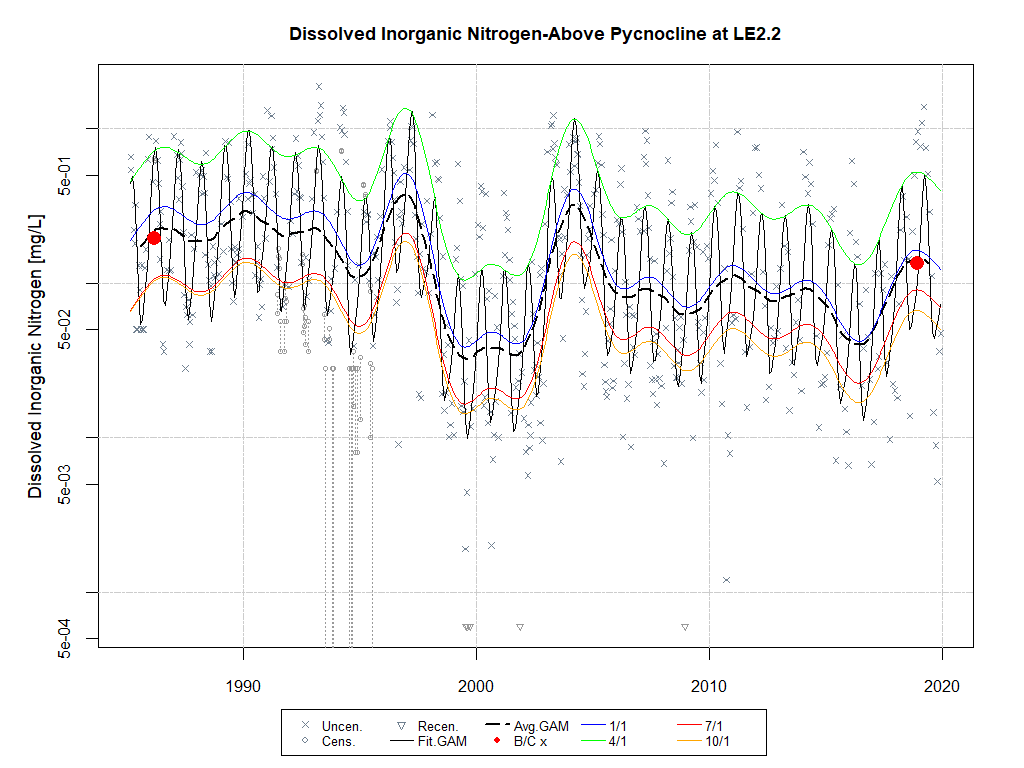 Dissolved Inorganic Nitrogen-Above Pycnocline at LE2.2
Dissolved Inorganic Nitrogen [mg/L]
5e-01
5e-02
5e-03
5e-04
1990 2000 2010 2020
Uncen. Recen. Avg.GAM 1/1 7/1
Cens. Fit.GAM B/C x 4/1 10/1